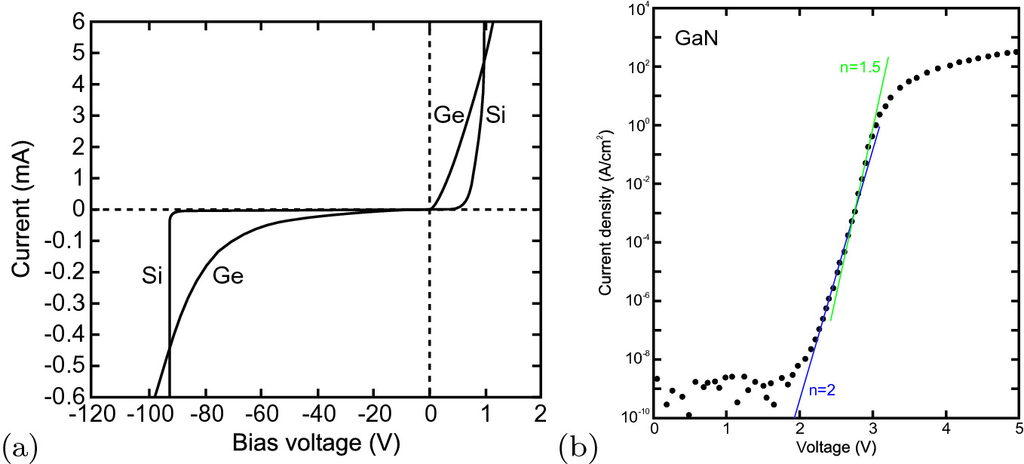 6
5
4
3
2
1
0
-0.1
-0.2
-0.3
-0.4
-0.5
-0.6
Current (mA)
Ge Si
Si Ge
-120 -100 -80 -60 -40 -20 0 1 2
Bias voltage (V)
(a)
GaN
n=1.5
n=2
10^4
10^2
10^0
10^-2
10^-4
10^-6
10^-8
10^-10
Current density (A/cm^2)
0 1 2 3 4 5
Voltage (V)
(b)